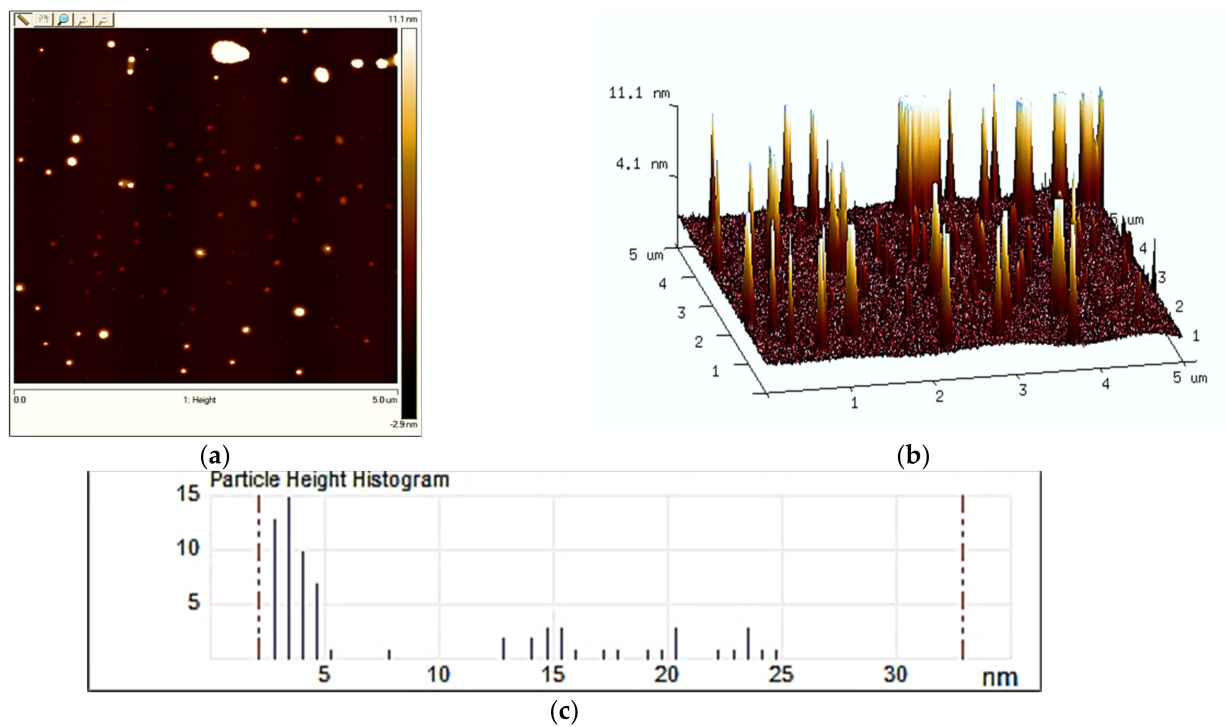 11.1 nm
0.0 1: Height 5.0 um
-2.9 nm
(a)
11.1 nm
4.1 nm
5 um
4
3
2
1
1
2
3
4
5 um
5 um
4
3
2
1
(b)
Particle Height Histogram
15
10
5
5 10 15 20 25 30 nm
(c)